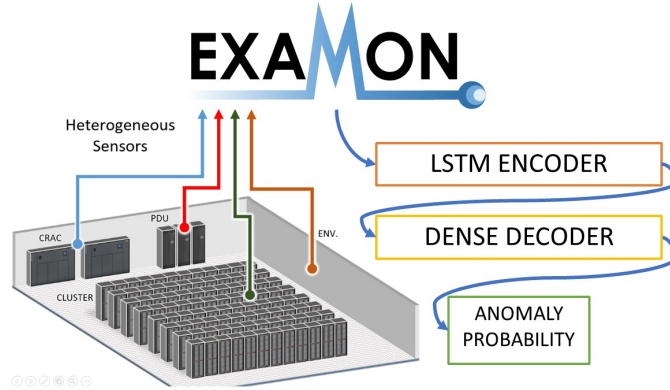 EXAMON
Heterogeneous
Sensors
LSTM ENCODER
PDU
CRAC
ENV.
DENSE DECODER
CLUSTER
ANOMALY
PROBABILITY